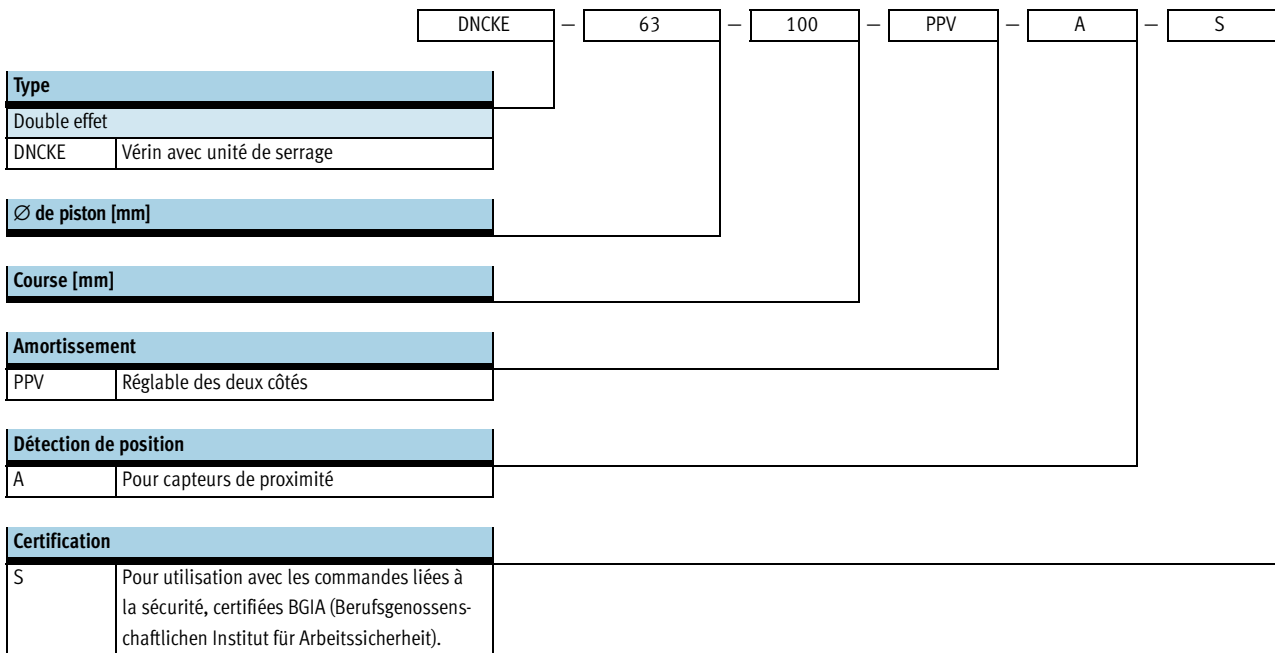 DNCKE – 63 – 100 – PPV – A – S
Type
Double effet
DNCKE Vérin avec unité de serrage
∅ de piston [mm]
Course [mm]
Amortissement
PPV Réglable des deux côtés
Détection de position
A Pour capteurs de proximité
Certification
S Pour utilisation avec les commandes liées à
la sécurité, certifiées BGIA (Berufsgenossens-
chaftlichen Institut für Arbeitssicherheit).